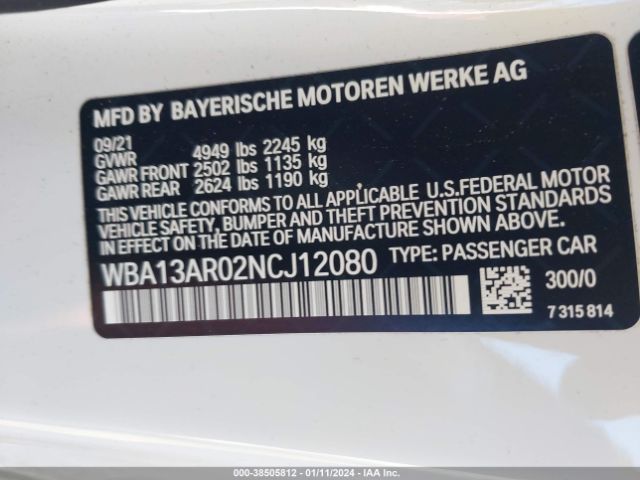 MFD BY BAYERISCHE MOTOREN WERKE AG
09/21
GVWR 4949 lbs 2245 kg
GAWR FRONT 2502 lbs 1135 kg
GAWR REAR 2624 lbs 1190 kg
THIS VEHICLE CONFORMS TO ALL APPLICABLE U.S.FEDERAL MOTOR
VEHICLE SAFETY, BUMPER AND THEFT PREVENTION STANDARDS
IN EFFECT ON THE DATE OF MANUFACTURE SHOWN ABOVE.
WBA13AR02NCJ12080 TYPE: PASSENGER CAR
300/0
7 315 814
000-38505812 - 01/11/2024 - IAA Inc.